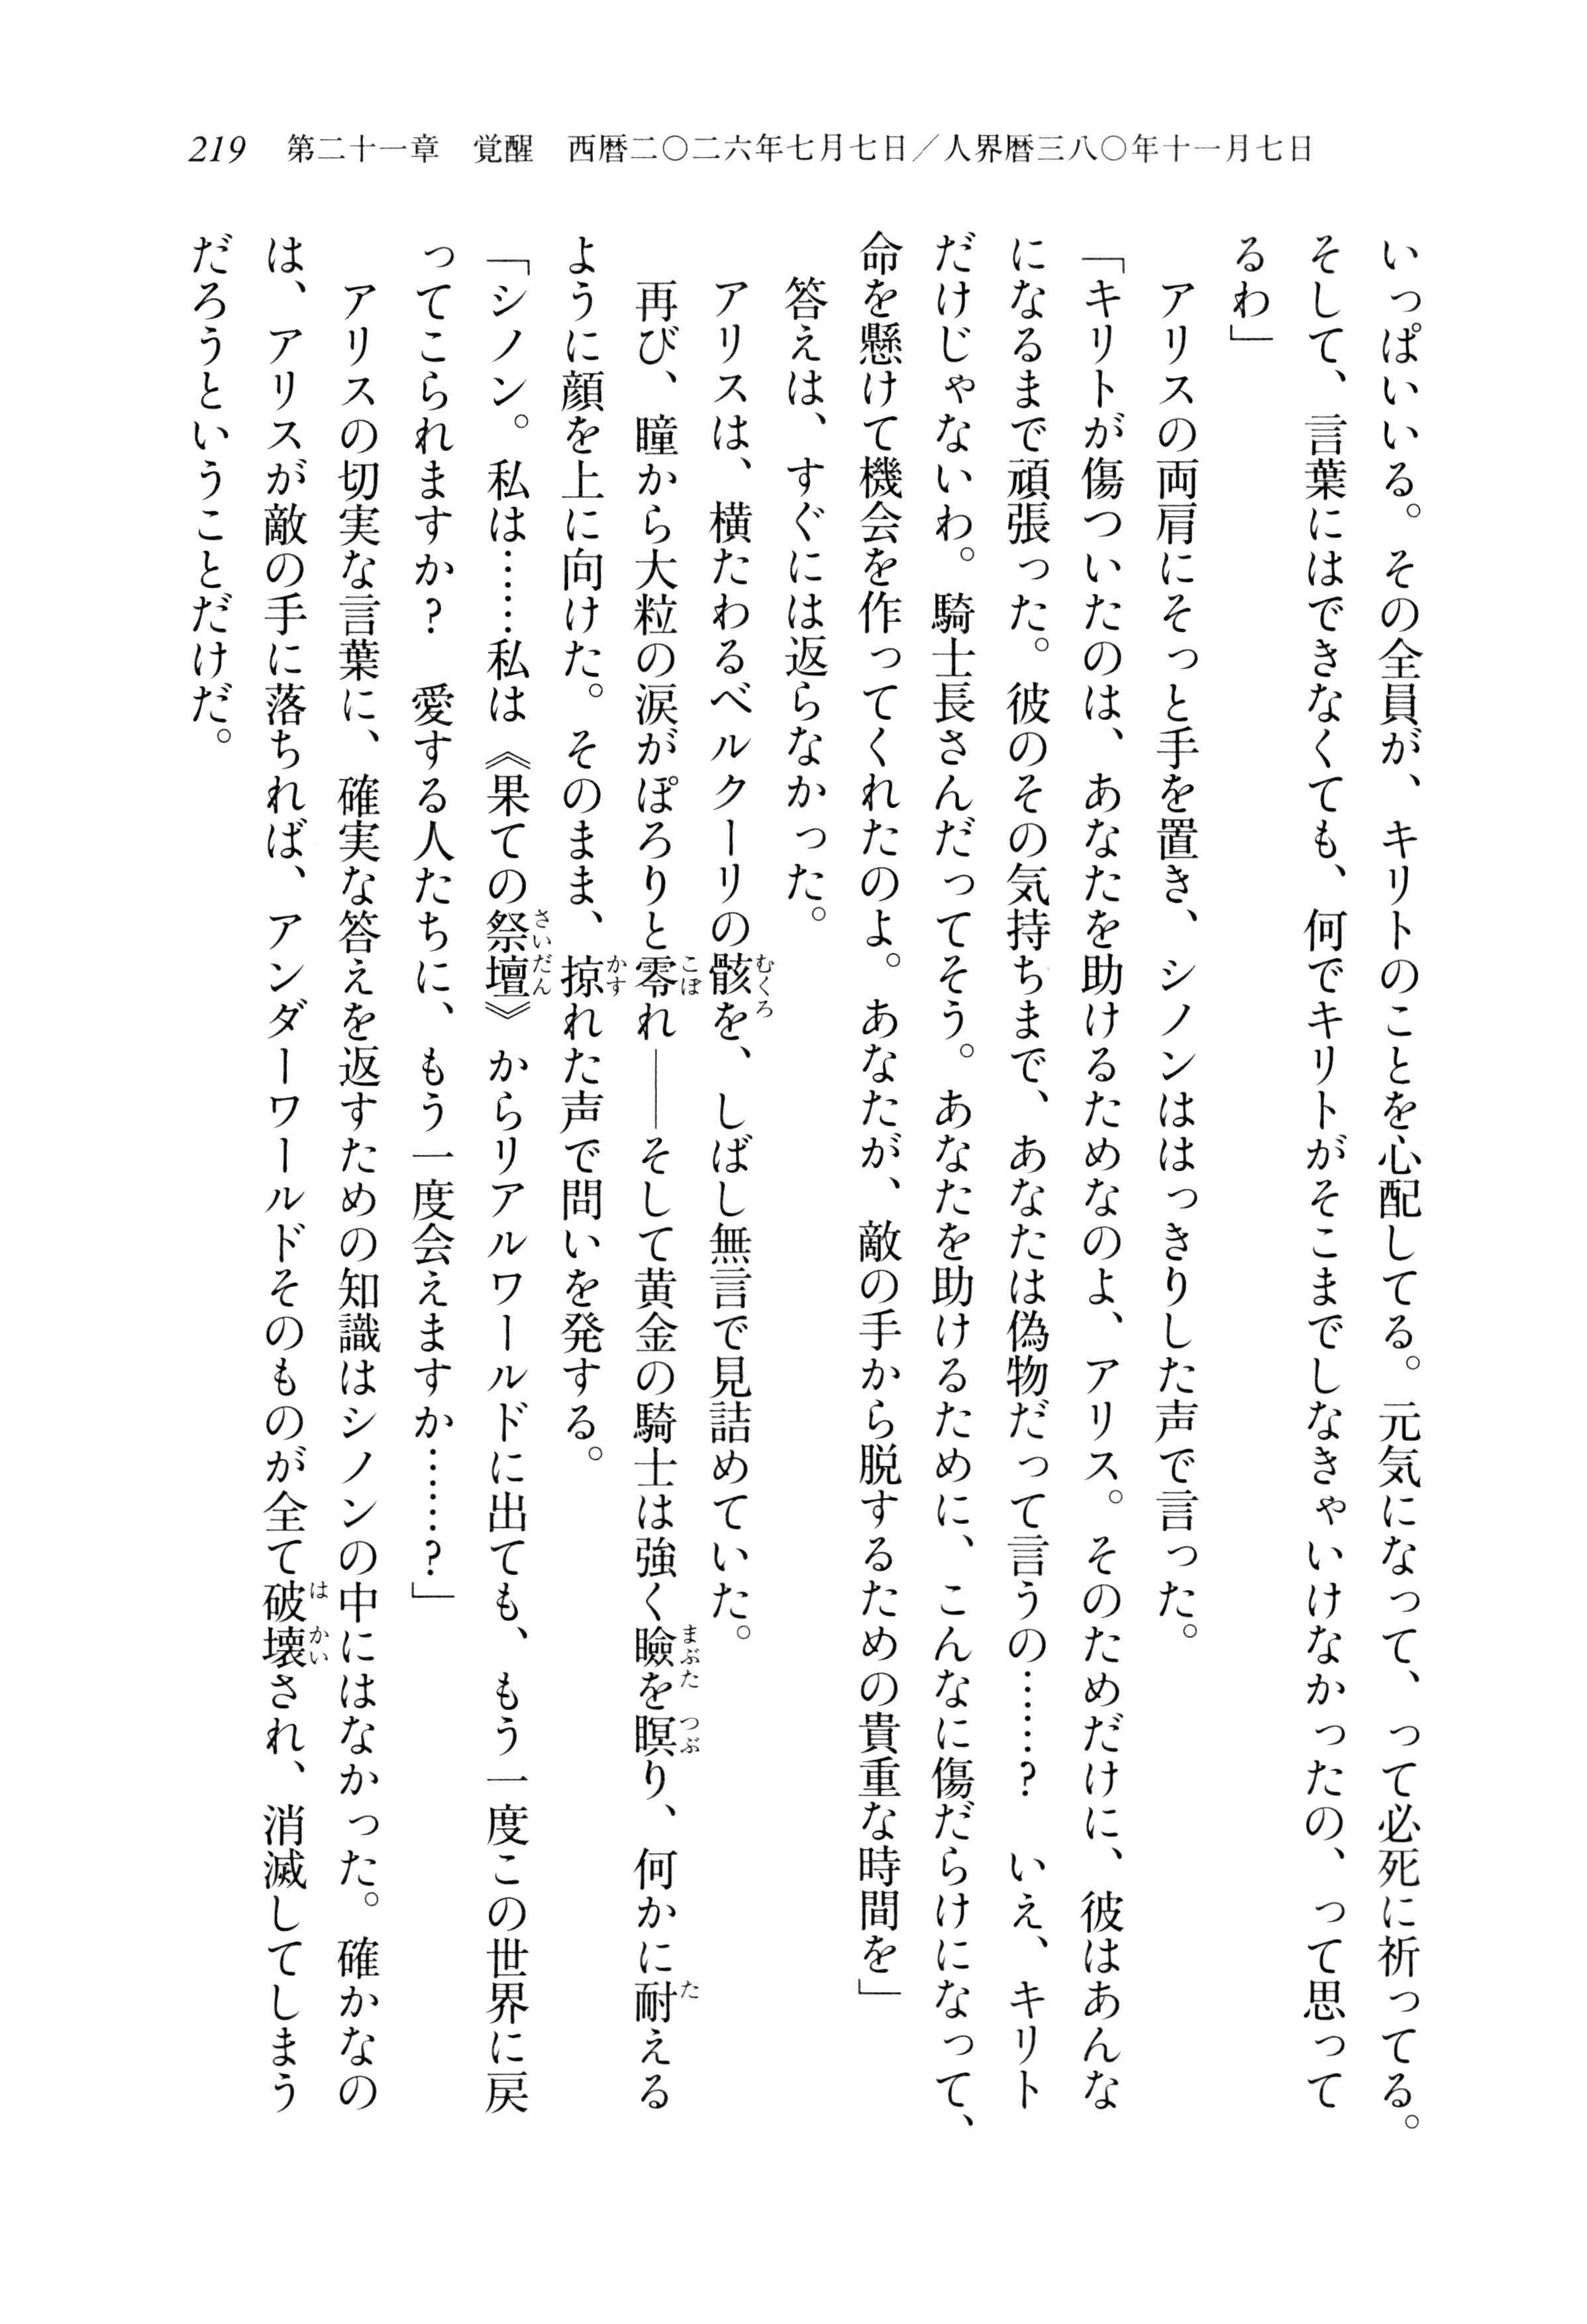 219 第二十一章 覚醒 西暦二〇二六年七月七日／人界暦三八〇年十一月七日
いっぱいいる。その全員が、キリトのことを心配してる。元気になって、って必死に祈ってる。
そして、言葉にはできなくても、何でキリトがそこまでしなきゃいけなかったの、って思って
るわ」
　アリスの両肩にそっと手を置き、シノンははっきりした声で言った。
「キリトが傷ついたのは、あなたを助けるためなのよ、アリス。そのためだけに、彼はあんな
になるまで頑張った。彼のその気持ちまで、あなたは偽物だって言うの……？　いえ、キリト
だけじゃないわ。騎士長さんだってそう。あなたを助けるために、こんなに傷だらけになって、
命を懸けて機会を作ってくれたのよ。あなたが、敵の手から脱するための貴重な時間を」
　答えは、すぐには返らなかった。
　アリスは、横たわるベルクーリの骸むくろを、しばし無言で見詰めていた。
　再び、瞳から大粒の涙がぽろりと零こぼれ――そして黄金の騎士は強く瞼まぶたを瞑つぶり、何かに耐たえる
ように顔を上に向けた。そのまま、掠かすれた声で問いを発する。
「シノン。私は……私は《果ての祭壇さいだん》からリアルワールドに出ても、もう一度この世界に戻
ってこられますか？　愛する人たちに、もう一度会えますか……？」
　アリスの切実な言葉に、確実な答えを返すための知識はシノンの中にはなかった。確かなの
は、アリスが敵の手に落ちれば、アンダーワールドそのものが全て破壊はかいされ、消滅してしまう
だろうということだけだ。